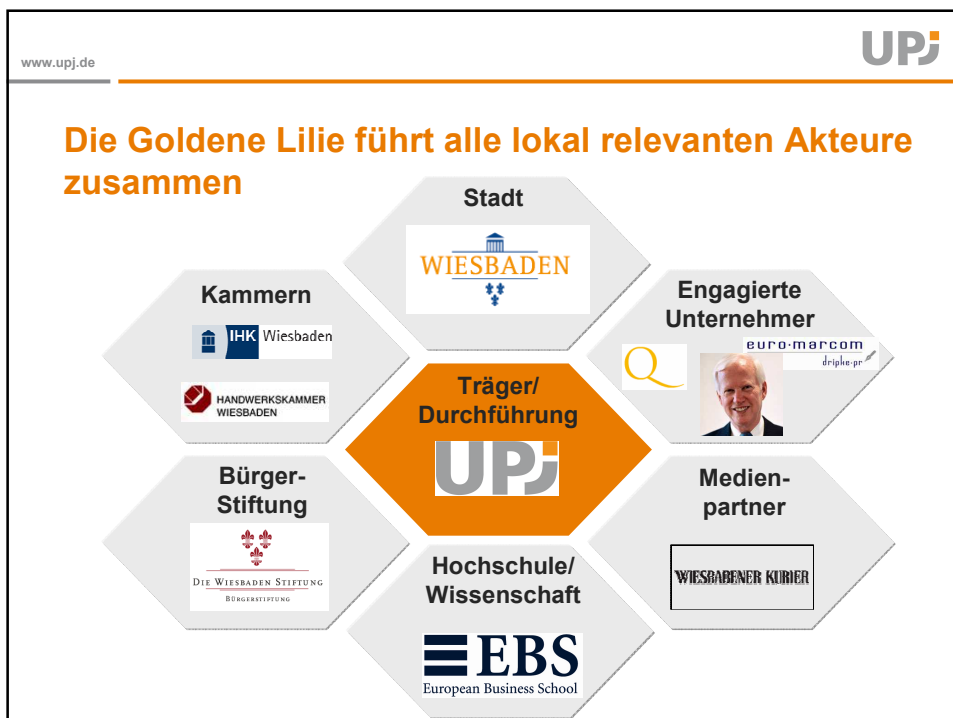 www.upj.de
UPJ
Die Goldene Lilie führt alle lokal relevanten Akteure
zusammen
Stadt
WIESBADEN
Kammern
IHK Wiesbaden
HANDWERKSKAMMER
WIESBADEN
Engagierte
Unternehmer
Q
euro-marcom
dripke-pr
Träger/
Durchführung
UPJ
Bürger-
Stiftung
DIE WIESBADEN STIFTUNG
BÜRGERSTIFTUNG
Medien-
partner
WIESBADENER KURIER
Hochschule/
Wissenschaft
EBS
European Business School